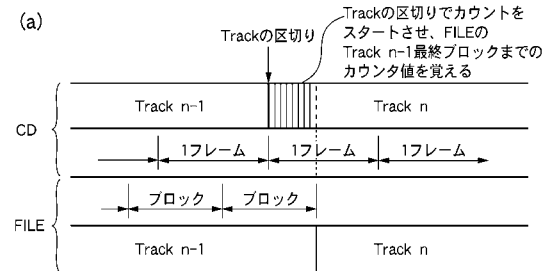 (a)
Trackの区切り
Trackの区切りでカウントを
スタートさせ、FILEの
Track n-1最終ブロックまでの
カウンタ値を覚える
CD
Track n-1
Track n
1フレーム
1フレーム
1フレーム
FILE
ブロック
ブロック
Track n-1
Track n